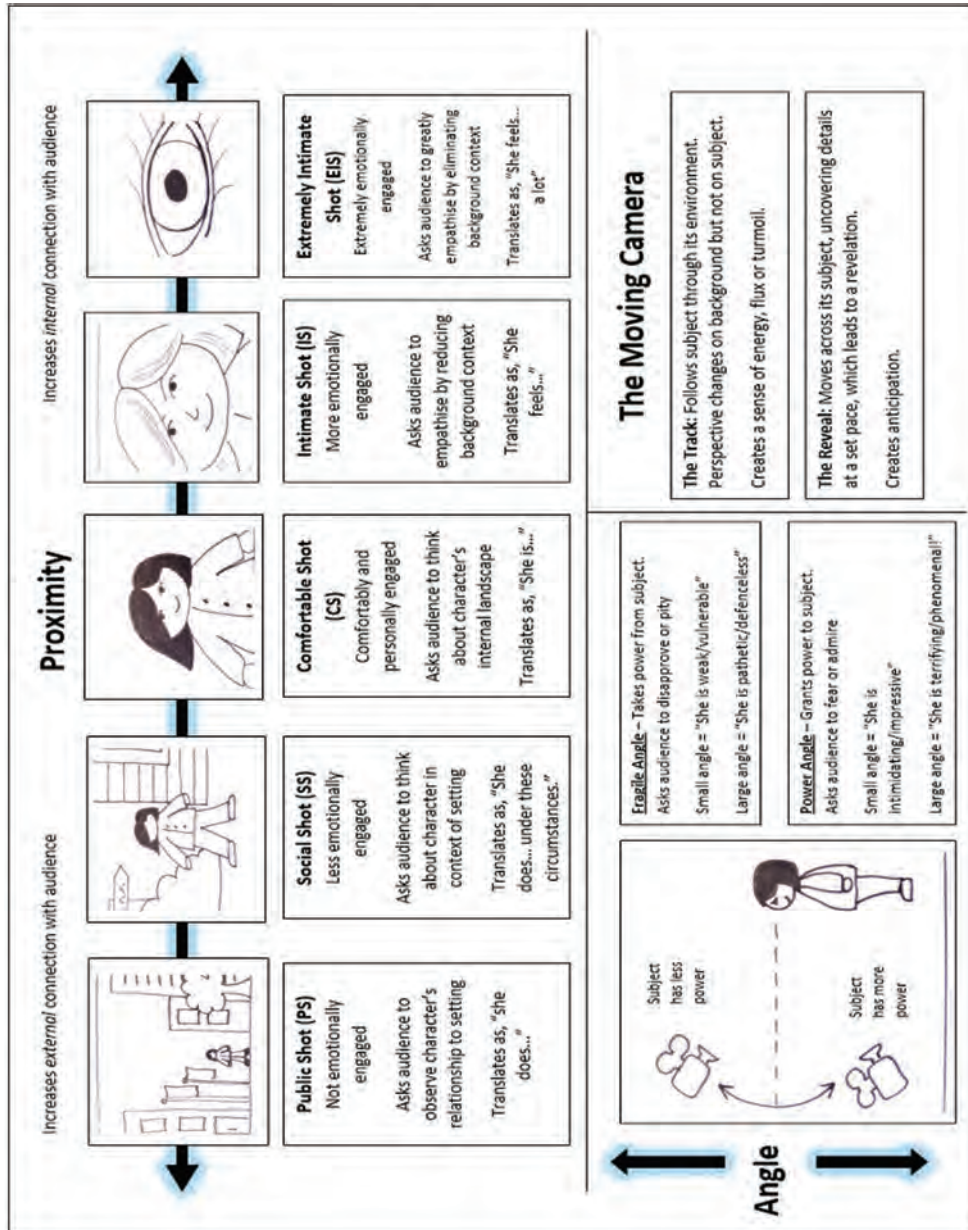 Proximity
Increases external connection with audience
Increases internal connection with audience
Public Shot (PS)
Not emotionally
engaged
Asks audience to
observe character's
relationship to setting
Translates as, "she
does…"
Social Shot (SS)
Less emotionally
engaged
Asks audience to think
about character in
context of setting
Translates as, "She
does… under these
circumstances."
Comfortable Shot
(CS)
Comfortably and
personally engaged
Asks audience to think
about character's
internal landscape
Translates as, "She is…"
Intimate Shot (IS)
More emotionally
engaged
Asks audience to
empathise by reducing
background context
Translates as, "She
feels…"
Extremely Intimate
Shot (EIS)
Extremely emotionally
engaged
Asks audience to greatly
empathise by eliminating
background context
Translates as, "She feels…
a lot"
Angle
Subject
has less
power
Subject
has more
power
Fragile Angle – Takes power from subject.
Asks audience to disapprove or pity
Small angle = "She is weak/vulnerable"
Large angle = "She is pathetic/defenceless"
Power Angle – Grants power to subject.
Asks audience to fear or admire
Small angle = "She is
intimidating/impressive"
Large angle = "She is terrifying/phenomenal!"
The Moving Camera
The Track: Follows subject through its environment.
Perspective changes on background but not on subject.
Creates a sense of energy, flux or turmoil.
The Reveal: Moves across its subject, uncovering details
at a set pace, which leads to a revelation.
Creates anticipation.